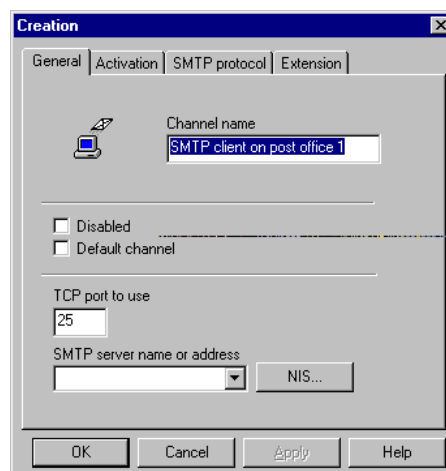 Creation
General
Activation
SMTP protocol
Extension
Channel name
SMTP client on post office 1
Disabled
Default channel
TCP port to use
25
SMTP server name or address
NIS...
OK
Cancel
Apply
Help